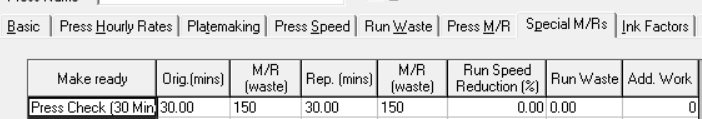 Press Name
Basic Press Hourly Rates Platemaking Press Speed Run Waste Press M/R Special M/Rs Ink Factors
Make ready Orig.(mins) M/R (waste) Rep. (mins) M/R (waste) Run Speed Reduction (%) Run Waste Add. Work
Press Check (30 Min 30.00 150 30.00 150 0.00 0.00 0